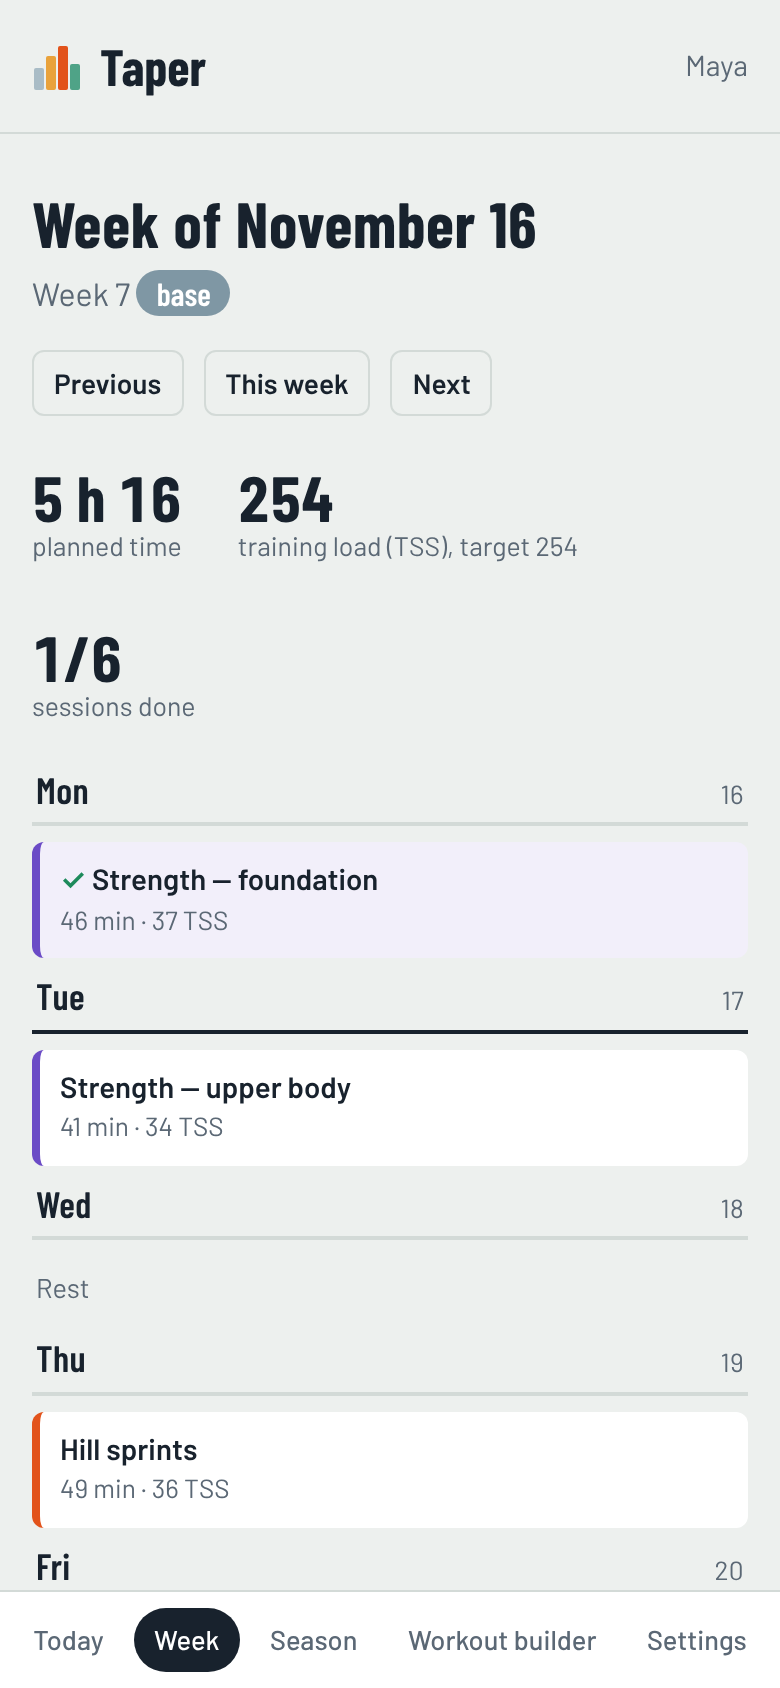 Taper
Maya
Week of November 16
Week 7 base
Previous This week Next
5 h 16 254
planned time training load (TSS), target 254
1/6
sessions done
Mon 16
✓ Strength — foundation
46 min · 37 TSS
Tue 17
Strength — upper body
41 min · 34 TSS
Wed 18
Rest
Thu 19
Hill sprints
49 min · 36 TSS
Fri 20
Today Week Season Workout builder Settings